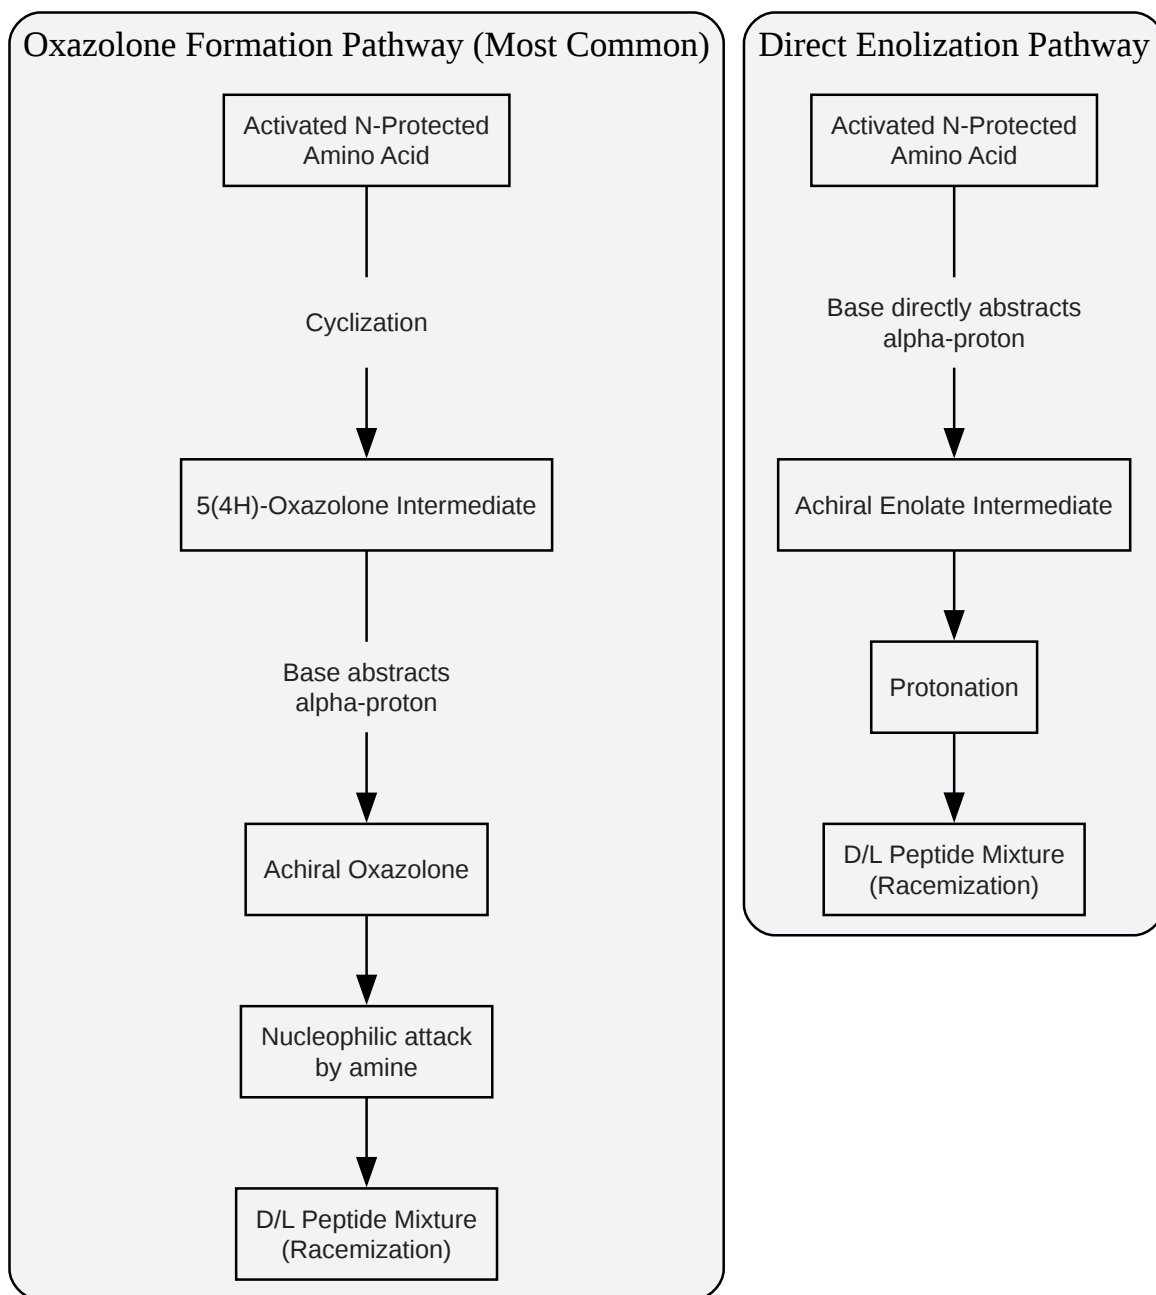 Oxazolone Formation Pathway (Most Common)
Activated N-Protected
Amino Acid
Cyclization
5(4H)-Oxazolone Intermediate
Base abstracts
alpha-proton
Achiral Oxazolone
Nucleophilic attack
by amine
D/L Peptide Mixture
(Racemization)
Direct Enolization Pathway
Activated N-Protected
Amino Acid
Base directly abstracts
alpha-proton
Achiral Enolate Intermediate
Protonation
D/L Peptide Mixture
(Racemization)